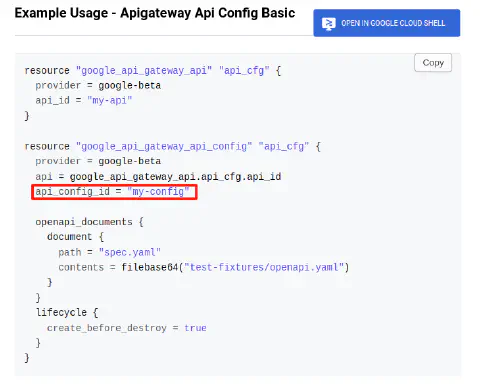 Example Usage - Apigateway Api Config Basic
OPEN IN GOOGLE CLOUD SHELL
Copy
resource "google_api_gateway_api" "api_cfg" {
  provider = google-beta
  api_id = "my-api"
}
resource "google_api_gateway_api_config" "api_cfg" {
  provider = google-beta
  api = google_api_gateway_api.api_cfg.api_id
  api_config_id = "my-config"
  openapi_documents {
    document {
      path = "spec.yaml"
      contents = filebase64("test-fixtures/openapi.yaml")
    }
  }
  lifecycle {
    create_before_destroy = true
  }
}